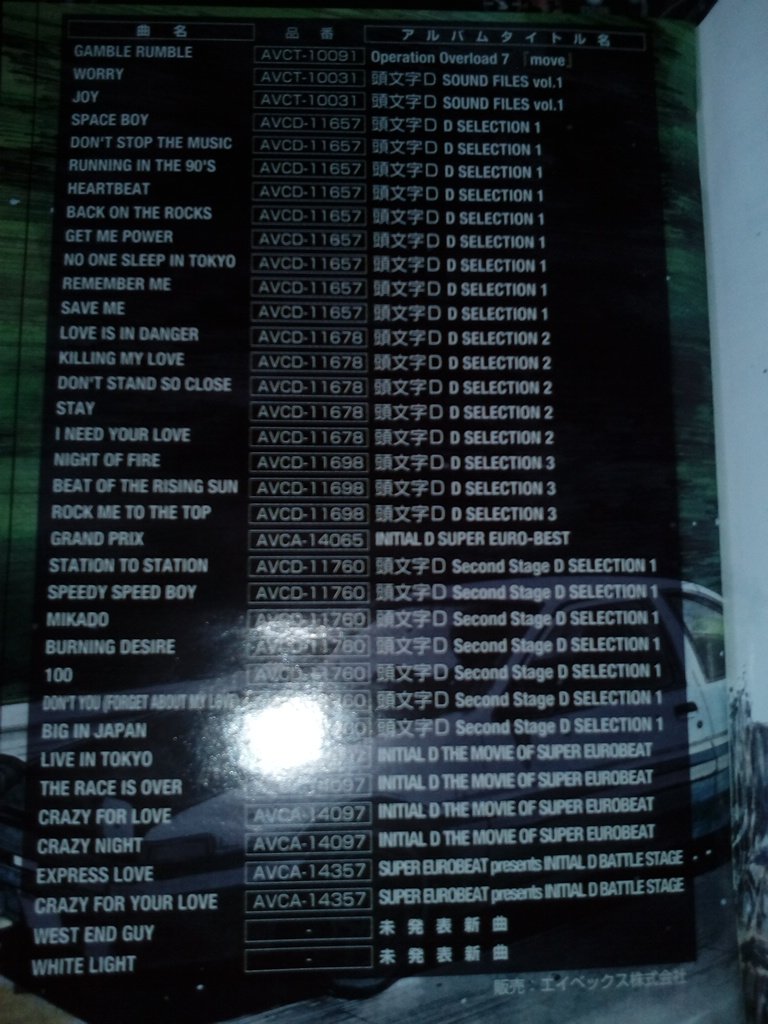 曲名 品番 アルバムタイトル名
GAMBLE RUMBLE AVCT-10091 Operation Overload 7 『move』
WORRY AVCT-10031 頭文字D SOUND FILES vol.1
JOY AVCT-10031 頭文字D SOUND FILES vol.1
SPACE BOY AVCD-11657 頭文字D D SELECTION 1
DON'T STOP THE MUSIC AVCD-11657 頭文字D D SELECTION 1
RUNNING IN THE 90'S AVCD-11657 頭文字D D SELECTION 1
HEARTBEAT AVCD-11657 頭文字D D SELECTION 1
BACK ON THE ROCKS AVCD-11657 頭文字D D SELECTION 1
GET ME POWER AVCD-11657 頭文字D D SELECTION 1
NO ONE SLEEP IN TOKYO AVCD-11657 頭文字D D SELECTION 1
REMEMBER ME AVCD-11657 頭文字D D SELECTION 1
SAVE ME AVCD-11657 頭文字D D SELECTION 1
LOVE IS IN DANGER AVCD-11678 頭文字D D SELECTION 2
KILLING MY LOVE AVCD-11678 頭文字D D SELECTION 2
DON'T STAND SO CLOSE AVCD-11678 頭文字D D SELECTION 2
STAY AVCD-11678 頭文字D D SELECTION 2
I NEED YOUR LOVE AVCD-11678 頭文字D D SELECTION 2
NIGHT OF FIRE AVCD-11698 頭文字D D SELECTION 3
BEAT OF THE RISING SUN AVCD-11698 頭文字D D SELECTION 3
ROCK ME TO THE TOP AVCD-11698 頭文字D D SELECTION 3
GRAND PRIX AVCA-14065 INITIAL D SUPER EURO-BEST
STATION TO STATION AVCD-11760 頭文字D Second Stage D SELECTION 1
SPEEDY SPEED BOY AVCD-11760 頭文字D Second Stage D SELECTION 1
MIKADO AVCD-11760 頭文字D Second Stage D SELECTION 1
BURNING DESIRE AVCD-11760 頭文字D Second Stage D SELECTION 1
100 AVCD-11760 頭文字D Second Stage D SELECTION 1
DON'T YOU (FORGET ABOUT MY LOVE) 頭文字D Second Stage D SELECTION 1
BIG IN JAPAN 頭文字D Second Stage D SELECTION 1
LIVE IN TOKYO INITIAL D THE MOVIE OF SUPER EUROBEAT
THE RACE IS OVER INITIAL D THE MOVIE OF SUPER EUROBEAT
CRAZY FOR LOVE AVCA-14097 INITIAL D THE MOVIE OF SUPER EUROBEAT
CRAZY NIGHT AVCA-14097 INITIAL D THE MOVIE OF SUPER EUROBEAT
EXPRESS LOVE AVCA-14357 SUPER EUROBEAT presents INITIAL D BATTLE STAGE
CRAZY FOR YOUR LOVE AVCA-14357 SUPER EUROBEAT presents INITIAL D BATTLE STAGE
WEST END GUY - 未発表新曲
WHITE LIGHT - 未発表新曲
販売：エイベックス株式会社